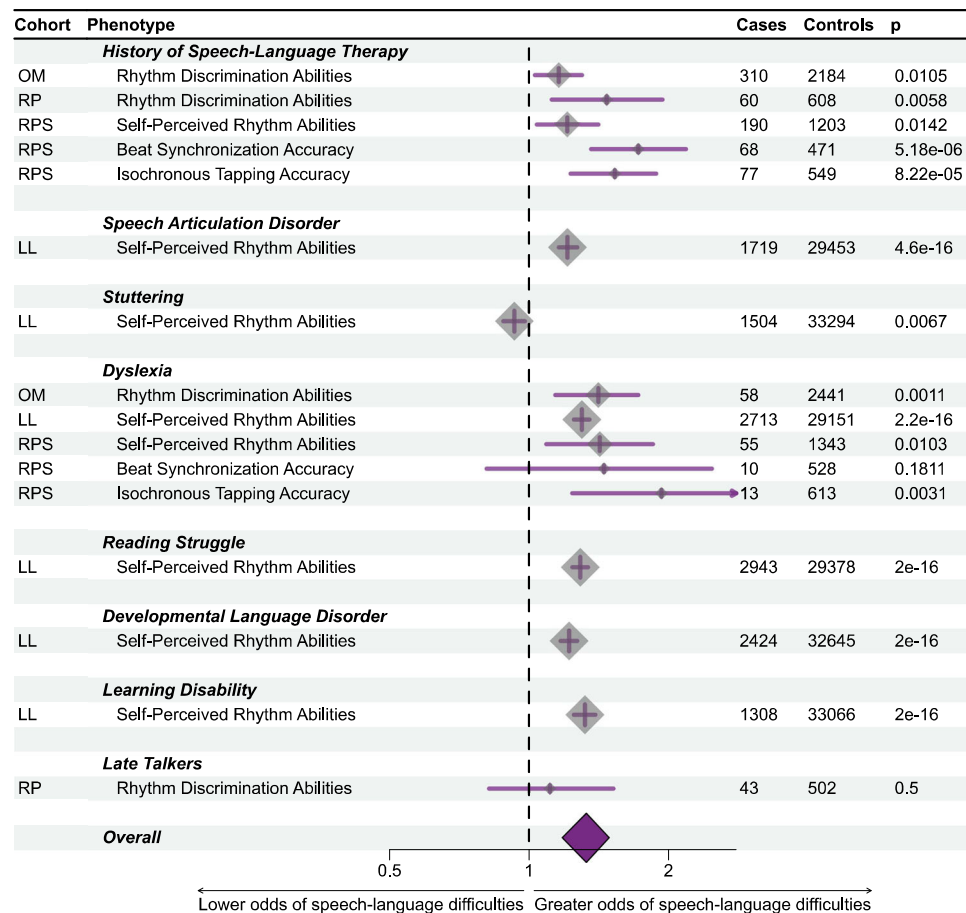 Cohort Phenotype Cases Controls p
History of Speech-Language Therapy
OM Rhythm Discrimination Abilities 310 2184 0.0105
RP Rhythm Discrimination Abilities 60 608 0.0058
RPS Self-Perceived Rhythm Abilities 190 1203 0.0142
RPS Beat Synchronization Accuracy 68 471 5.18e-06
RPS Isochronous Tapping Accuracy 77 549 8.22e-05
Speech Articulation Disorder
LL Self-Perceived Rhythm Abilities 1719 29453 4.6e-16
Stuttering
LL Self-Perceived Rhythm Abilities 1504 33294 0.0067
Dyslexia
OM Rhythm Discrimination Abilities 58 2441 0.0011
LL Self-Perceived Rhythm Abilities 2713 29151 2.2e-16
RPS Self-Perceived Rhythm Abilities 55 1343 0.0103
RPS Beat Synchronization Accuracy 10 528 0.1811
RPS Isochronous Tapping Accuracy 13 613 0.0031
Reading Struggle
LL Self-Perceived Rhythm Abilities 2943 29378 2e-16
Developmental Language Disorder
LL Self-Perceived Rhythm Abilities 2424 32645 2e-16
Learning Disability
LL Self-Perceived Rhythm Abilities 1308 33066 2e-16
Late Talkers
RP Rhythm Discrimination Abilities 43 502 0.5
Overall
0.5 1 2
Lower odds of speech-language difficulties Greater odds of speech-language difficulties